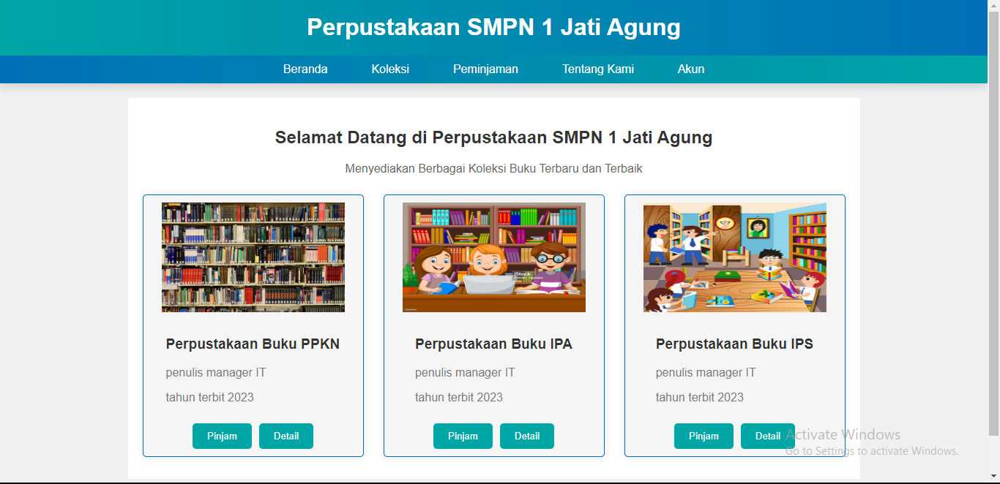 Perpustakaan SMPN 1 Jati Agung
Beranda Koleksi Peminjaman Tentang Kami Akun
Selamat Datang di Perpustakaan SMPN 1 Jati Agung
Menyediakan Berbagai Koleksi Buku Terbaru dan Terbaik
iStock
Perpustakaan Buku PPKN
penulis manager IT
tahun terbit 2023
Pinjam Detail
Perpustakaan Buku IPA
penulis manager IT
tahun terbit 2023
Pinjam Detail
Perpustakaan Buku IPS
penulis manager IT
tahun terbit 2023
Pinjam Detail
Activate Windows
Go to Settings to activate Windows.